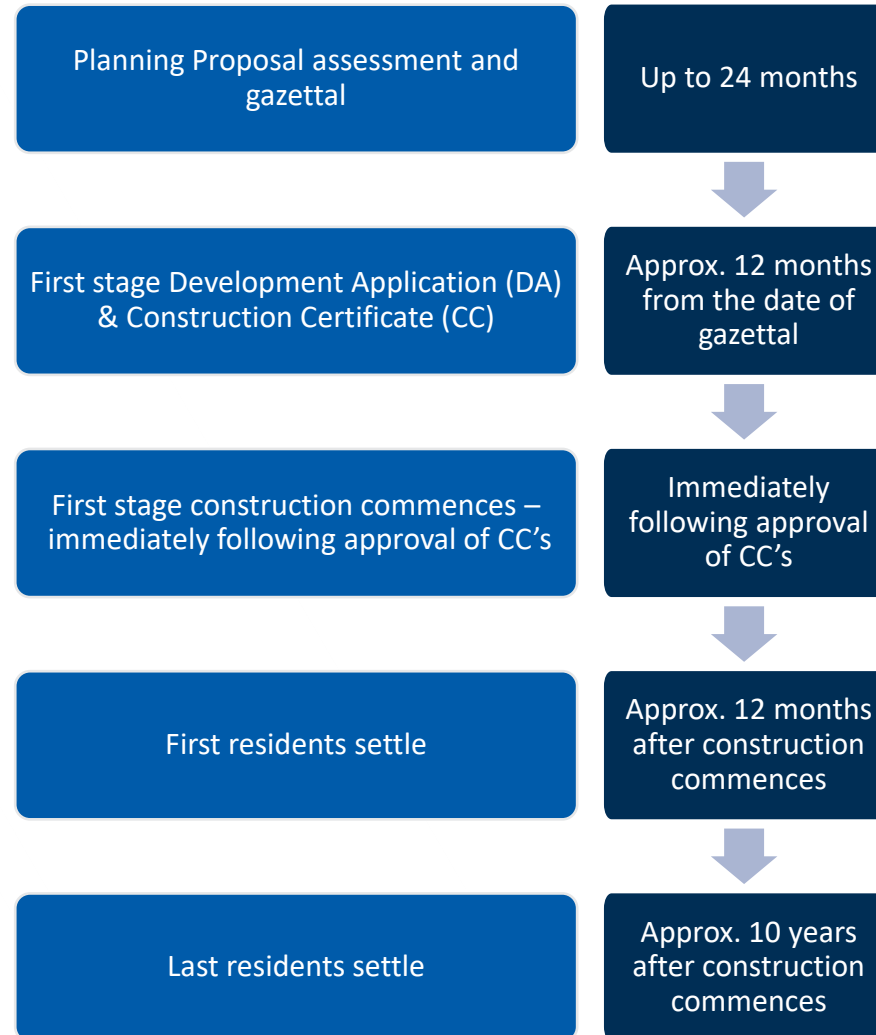 Planning Proposal assessment and
gazettal
Up to 24 months
First stage Development Application (DA)
& Construction Certificate (CC)
Approx. 12 months
from the date of
gazettal
First stage construction commences –
immediately following approval of CC’s
Immediately
following approval
of CC’s
First residents settle
Approx. 12 months
after construction
commences
Last residents settle
Approx. 10 years
after construction
commences